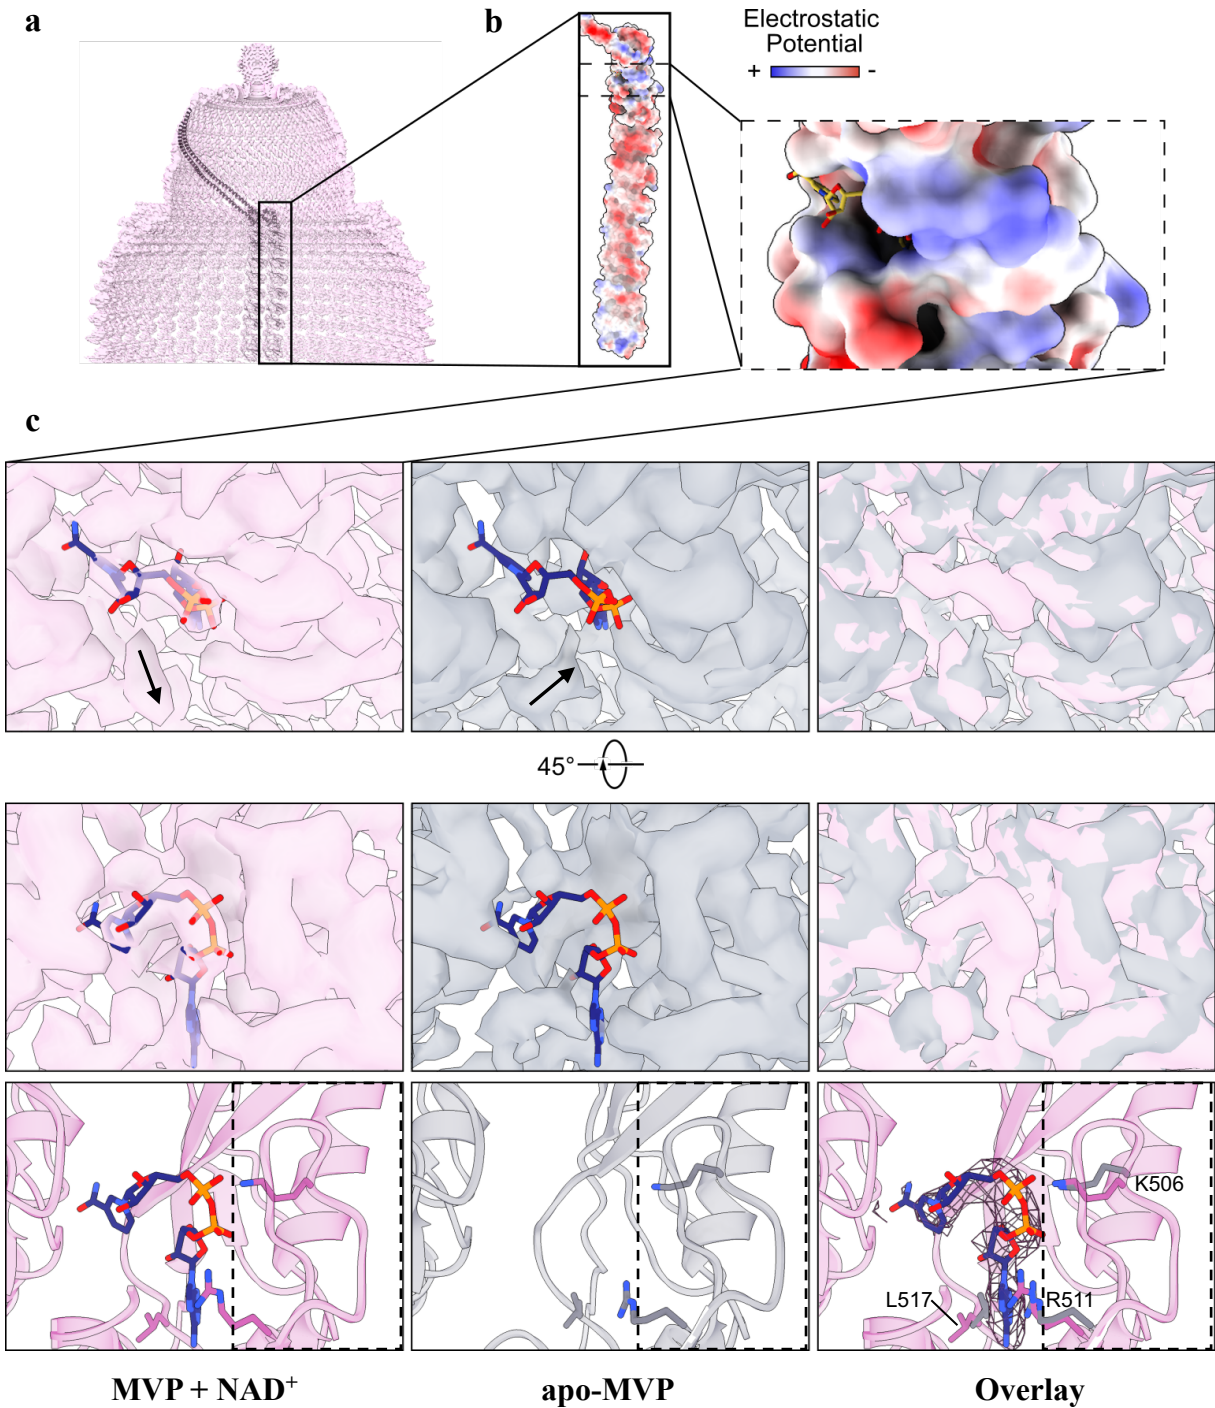 a
b
Electrostatic
Potential
+ -
c
45°
K506
L517
R511
MVP + NAD⁺
apo-MVP
Overlay